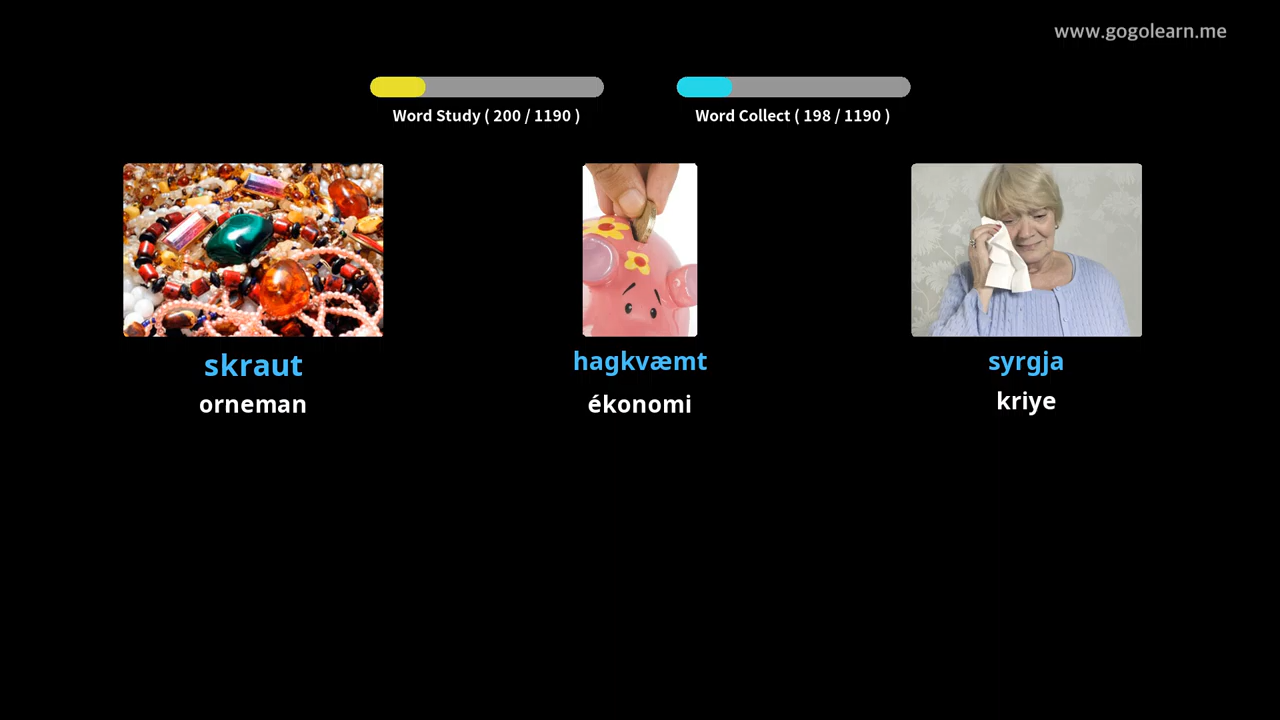 www.gogolearn.me
Word Study ( 200 / 1190 )
Word Collect ( 198 / 1190 )
skraut
orneman
hagkvæmt
ékonomi
syrgja
kriye